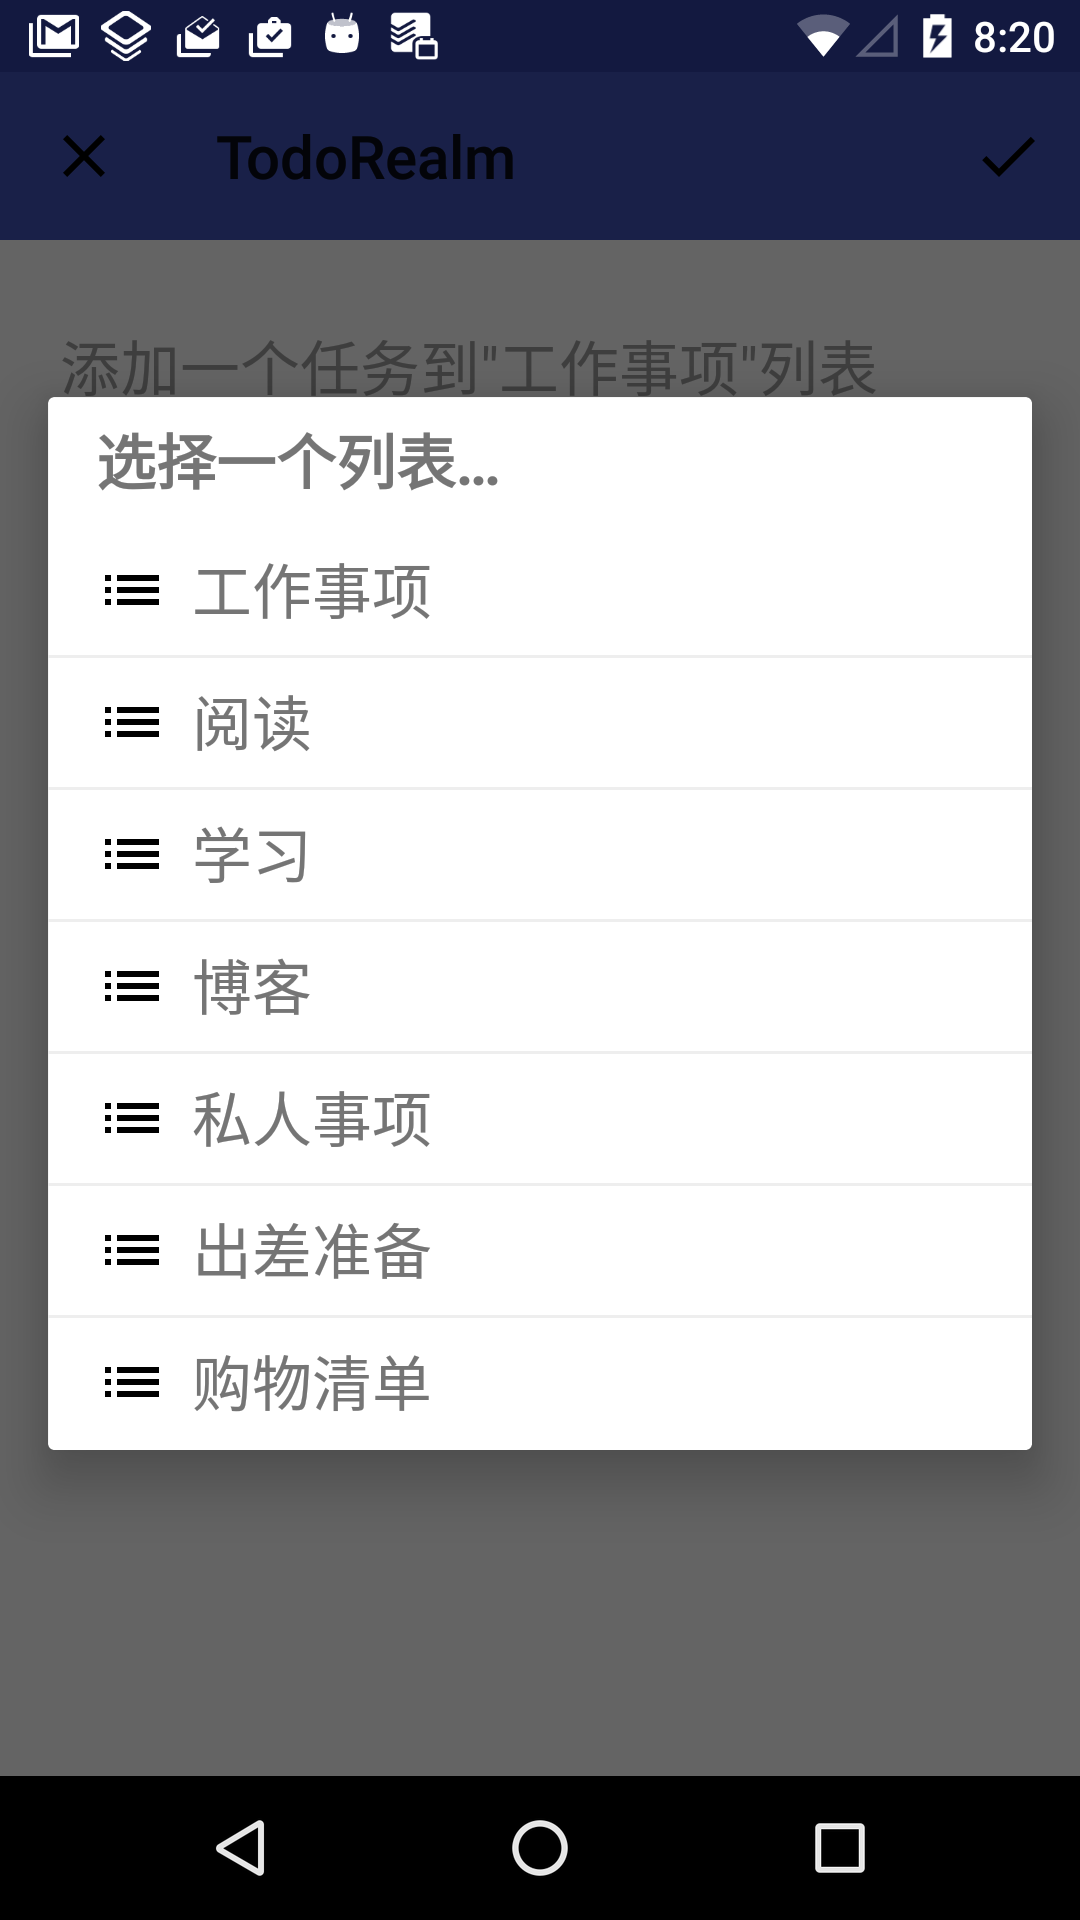 8:20
TodoRealm
添加一个任务到"工作事项"列表
选择一个列表...
工作事项
阅读
学习
博客
私人事项
出差准备
购物清单